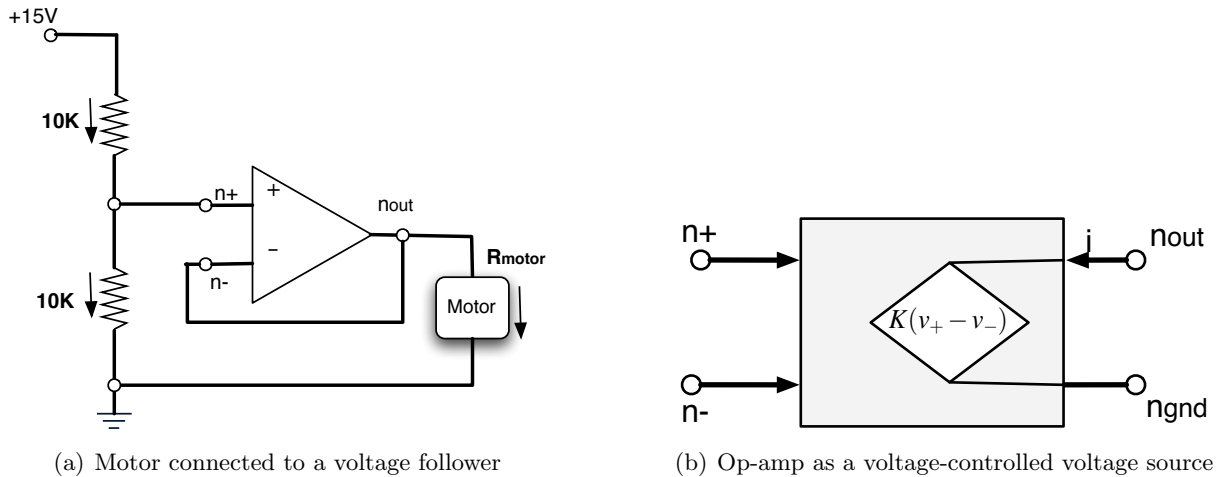 +15V
10K
10K
n+
n-
+
−
nout
Rmotor
Motor
(a) Motor connected to a voltage follower
n+
n-
K(v₊ − v₋)
i
nout
ngnd
(b) Op-amp as a voltage-controlled voltage source